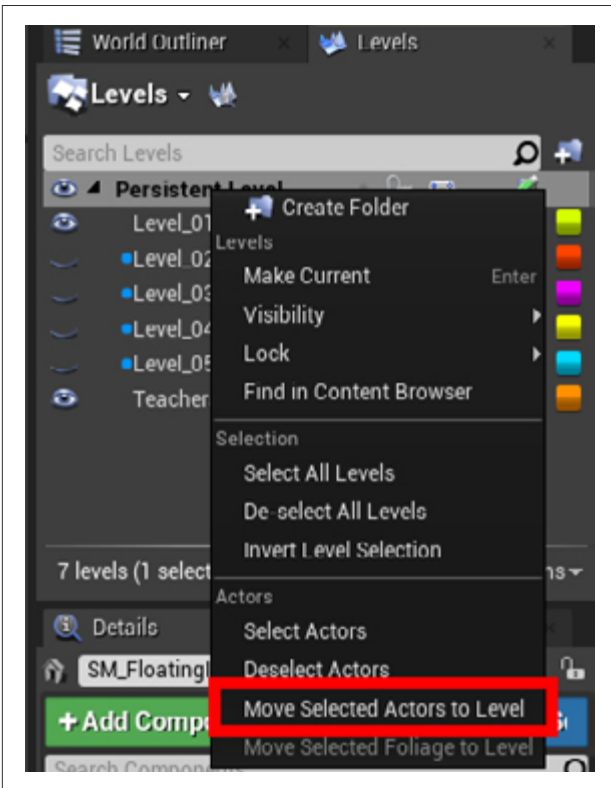 World Outliner
Levels
Levels
Search Levels
Persistent Level
Level_01
Level_02
Level_03
Level_04
Level_05
Teacher
Create Folder
Levels
Make Current Enter
Visibility
Lock
Find in Content Browser
Selection
Select All Levels
De-select All Levels
Invert Level Selection
7 levels (1 select
Actors
Select Actors
Deselect Actors
Move Selected Actors to Level
Move Selected Foliage to Level
Details
+ Add Compo
Search Components